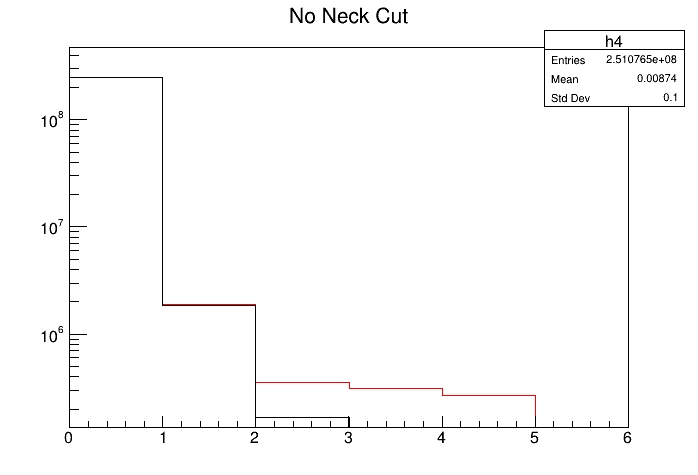 No Neck Cut
h4
Entries 2.510765e+08
Mean 0.00874
Std Dev 0.1
10^8
10^7
10^6
0 1 2 3 4 5 6